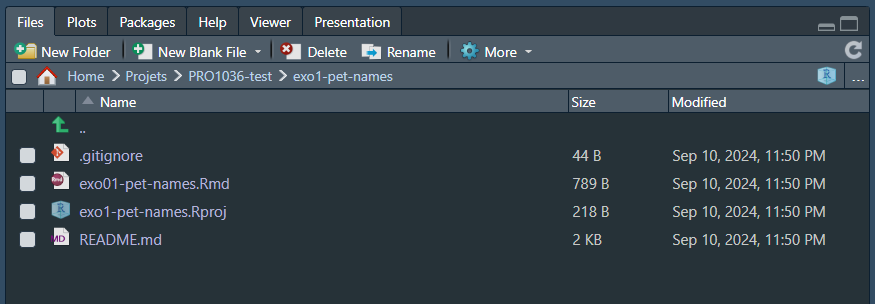 Files Plots Packages Help Viewer Presentation
New Folder New Blank File Delete Rename More
Home Projets PRO1036-test exo1-pet-names ...
Name Size Modified
..
.gitignore 44 B Sep 10, 2024, 11:50 PM
exo01-pet-names.Rmd 789 B Sep 10, 2024, 11:50 PM
exo1-pet-names.Rproj 218 B Sep 10, 2024, 11:50 PM
README.md 2 KB Sep 10, 2024, 11:50 PM